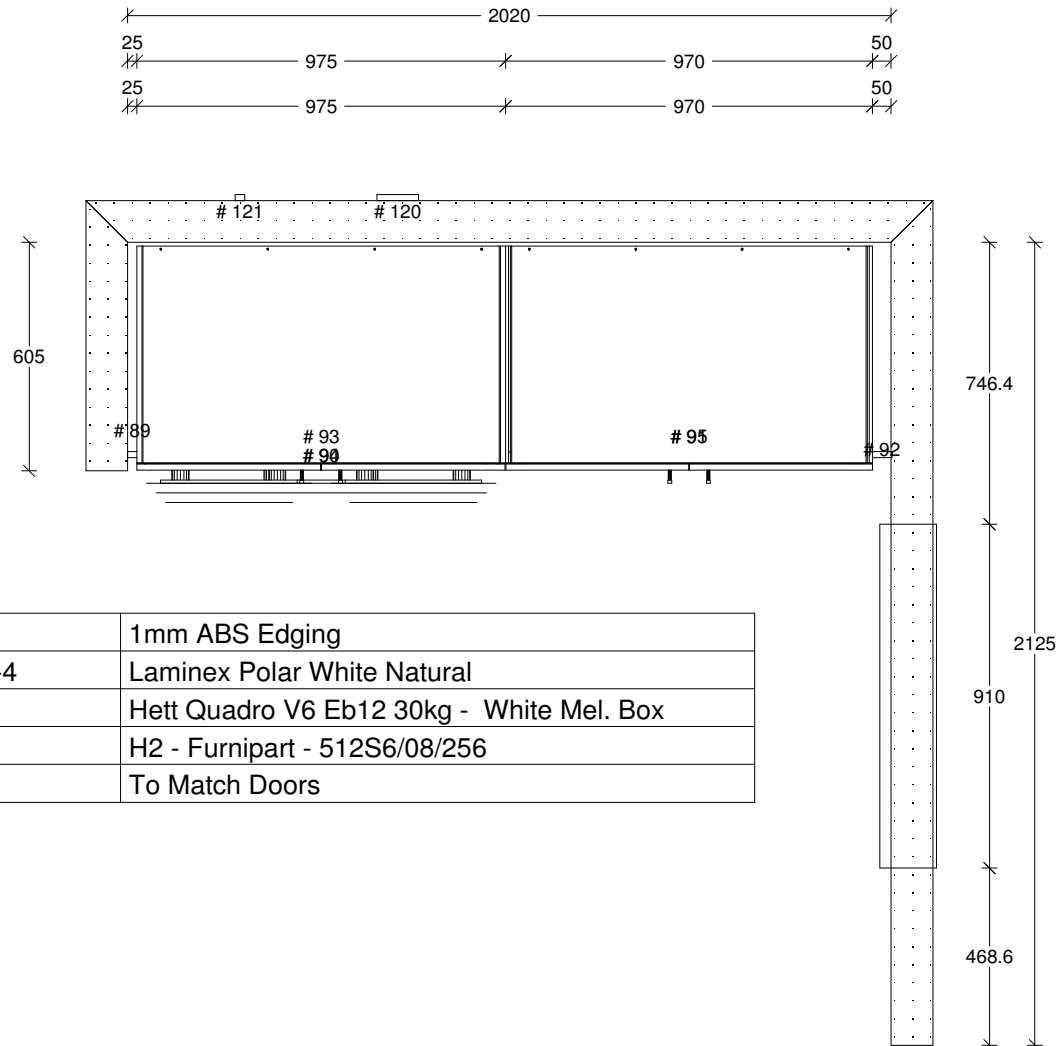 2020
25 975 970 50
25 975 970 50
# 121 # 120
605
746.4
# 89 # 93 # 92
2125
910
1mm ABS Edging
-4 Laminex Polar White Natural
Hett Quadro V6 Eb12 30kg - White Mel. Box
H2 - Furnipart - 512S6/08/256
To Match Doors
468.6